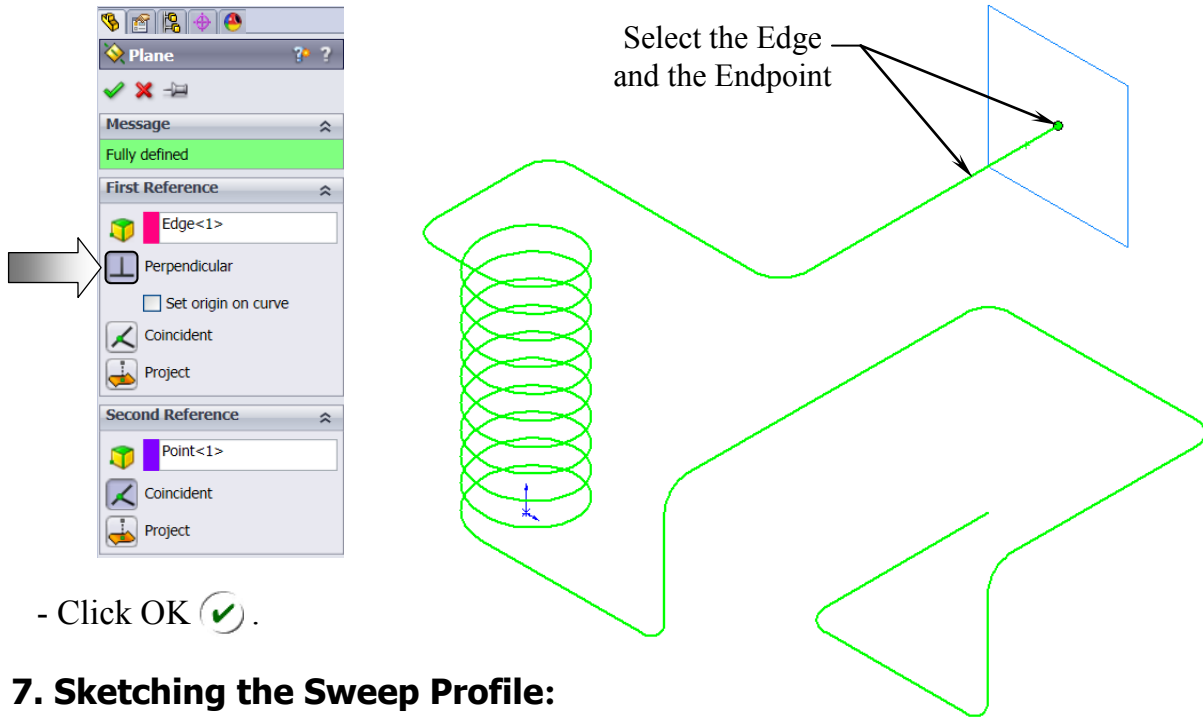 Plane
? ?
Message
Fully defined
First Reference
Edge<1>
Perpendicular
Set origin on curve
Coincident
Project
Second Reference
Point<1>
Coincident
Project
Select the Edge
and the Endpoint
- Click OK .
7. Sketching the Sweep Profile: